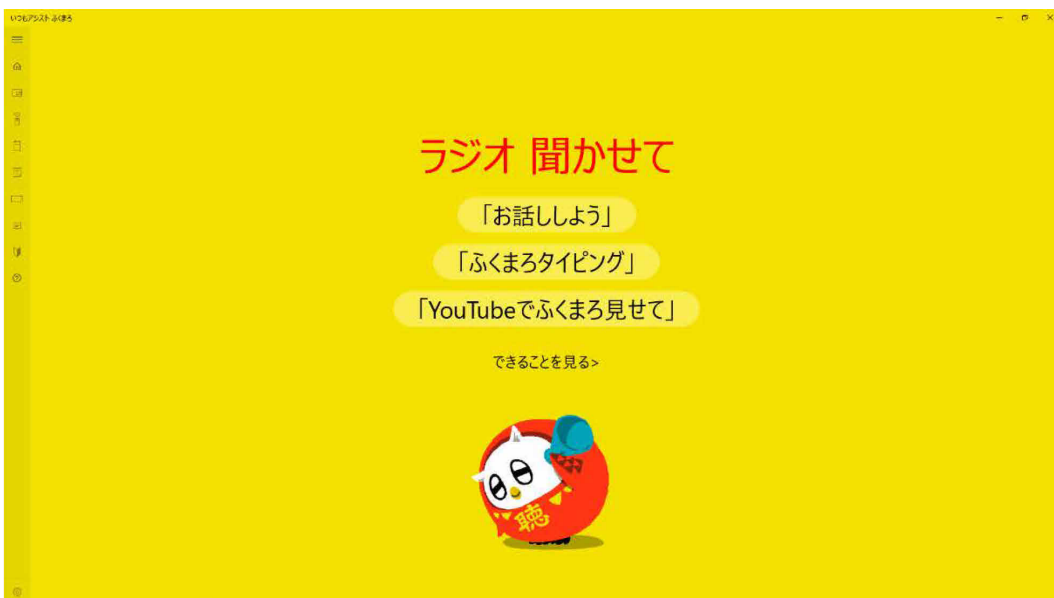 いつもアシスト ふくまろ
ラジオ 聞かせて
「お話ししよう」
「ふくまろタイピング」
「YouTubeでふくまろ見せて」
できることを見る>
聴